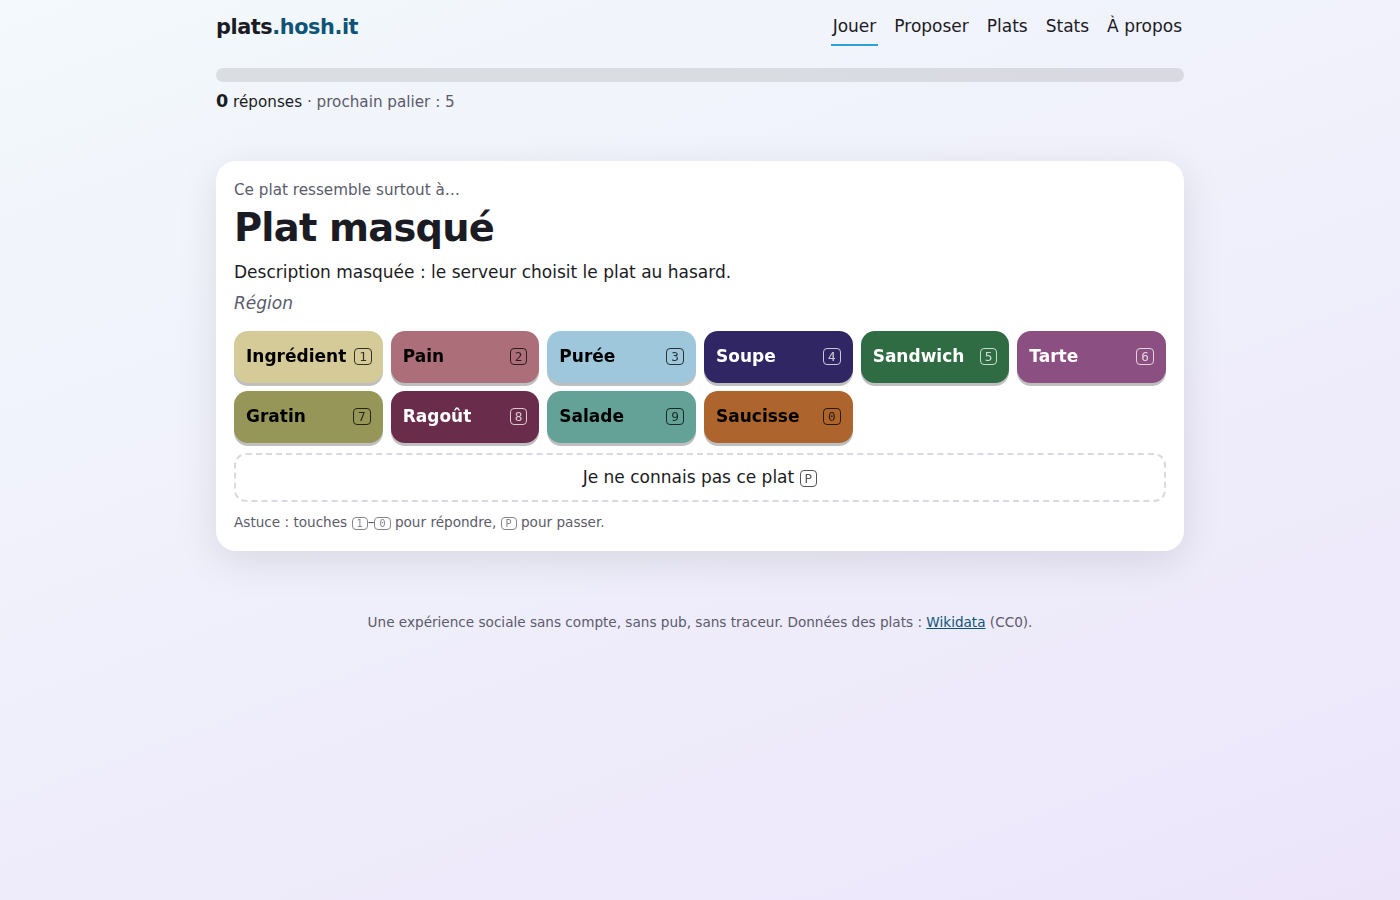 plats.hosh.it
Jouer Proposer Plats Stats À propos
0 réponses · prochain palier : 5
Ce plat ressemble surtout à…
Plat masqué
Description masquée : le serveur choisit le plat au hasard.
Région
Ingrédient 1 Pain 2 Purée 3 Soupe 4 Sandwich 5 Tarte 6
Gratin 7 Ragoût 8 Salade 9 Saucisse 0
Je ne connais pas ce plat P
Astuce : touches 1–0 pour répondre, P pour passer.
Une expérience sociale sans compte, sans pub, sans traceur. Données des plats : Wikidata (CC0).